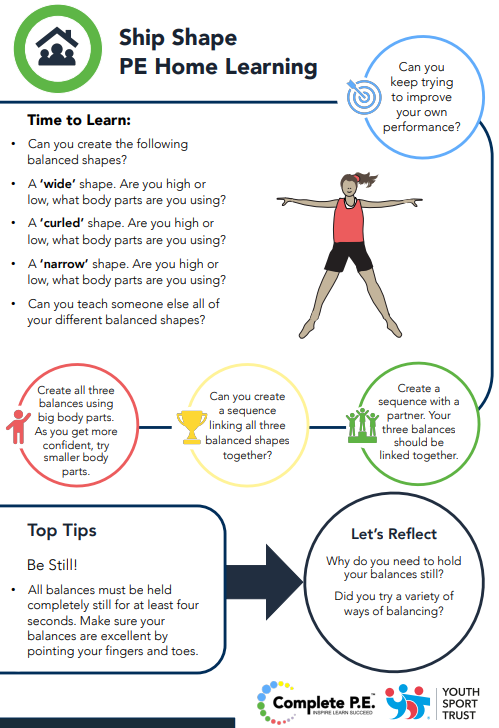 Ship Shape
PE Home Learning
Can you
keep trying
to improve
your own
performance?
Time to Learn:
• Can you create the following
balanced shapes?
• A ‘wide’ shape. Are you high or
low, what body parts are you using?
• A ‘curled’ shape. Are you high or
low, what body parts are you using?
• A ‘narrow’ shape. Are you high or
low, what body parts are you using?
• Can you teach someone else all of
your different balanced shapes?
Create all three
balances using
big body parts.
As you get more
confident, try
smaller body
parts.
Can you create
a sequence
linking all three
balanced shapes
together?
Create a
sequence with a
partner. Your
three balances
should be
linked together.
Top Tips
Be Still!
• All balances must be held
completely still for at least four
seconds. Make sure your
balances are excellent by
pointing your fingers and toes.
Let’s Reflect
Why do you need to hold
your balances still?
Did you try a variety of
ways of balancing?
Complete P.E.™
INSPIRE LEARN SUCCEED
YOUTH
SPORT
TRUST